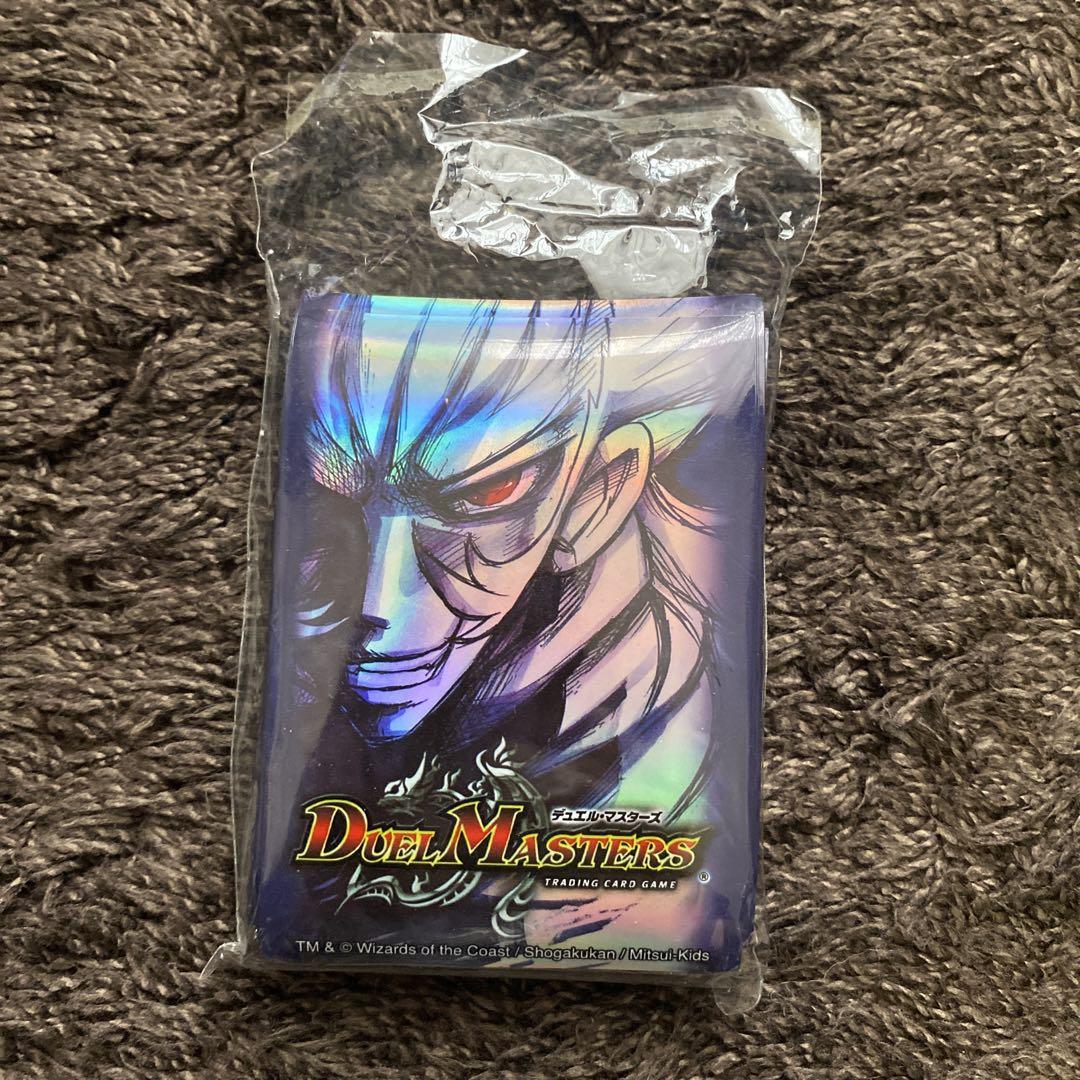 デュエル・マスターズ
DUEL MASTERS ®
TRADING CARD GAME
TM & © Wizards of the Coast / Shogakukan / Mitsui-Kids